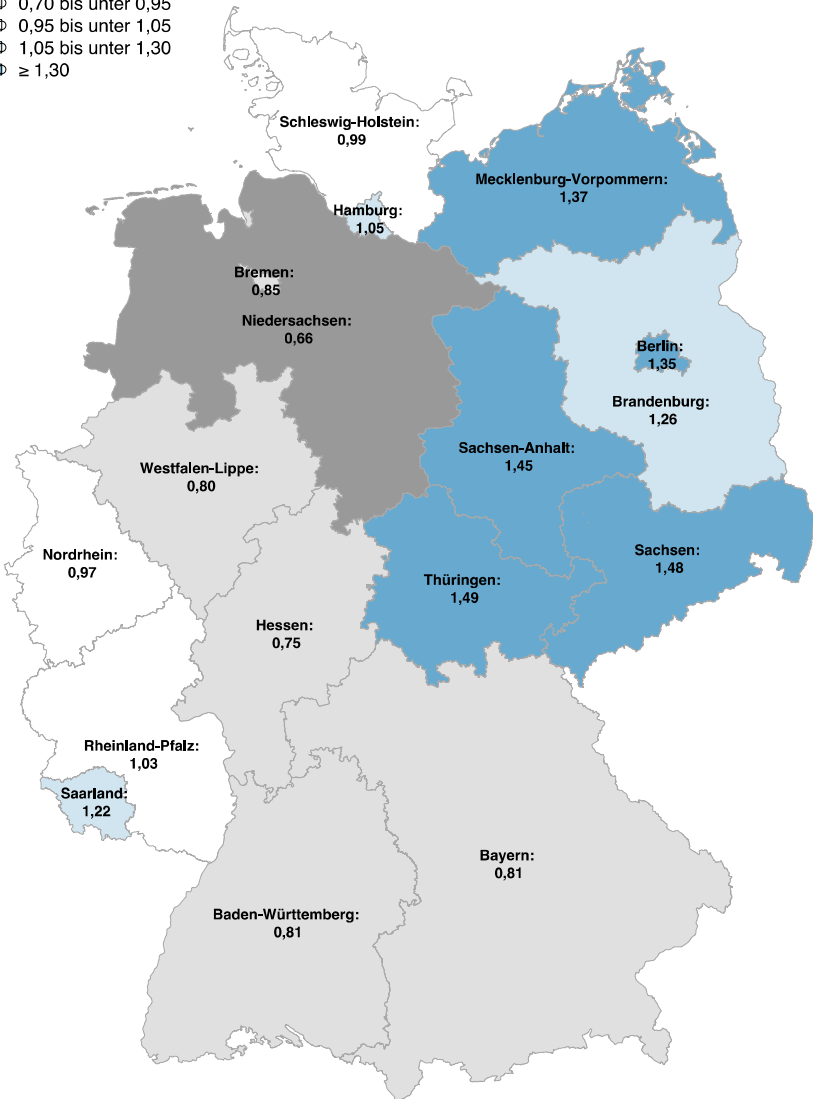 0,70 bis unter 0,95
0,95 bis unter 1,05
1,05 bis unter 1,30
≥ 1,30
Schleswig-Holstein:
0,99
Mecklenburg-Vorpommern:
1,37
Hamburg:
1,05
Bremen:
0,85
Niedersachsen:
0,66
Berlin:
1,35
Brandenburg:
1,26
Sachsen-Anhalt:
1,45
Westfalen-Lippe:
0,80
Nordrhein:
0,97
Sachsen:
1,48
Thüringen:
1,49
Hessen:
0,75
Rheinland-Pfalz:
1,03
Saarland:
1,22
Bayern:
0,81
Baden-Württemberg:
0,81